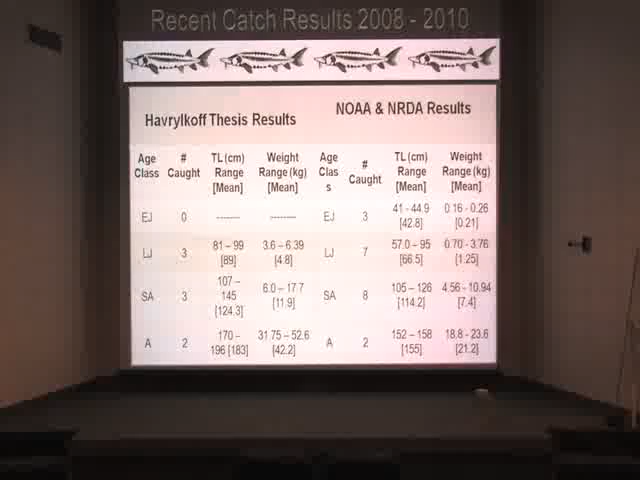 Recent Catch Results 2008 - 2010
Havrylkoff Thesis Results
NOAA & NRDA Results
Age Class # Caught TL (cm) Range [Mean] Weight Range (kg) [Mean] Age Clas s # Caught TL (cm) Range [Mean] Weight Range (kg) [Mean]
EJ 0 -------- -------- EJ 3 41 - 44.9 [42.8] 0.16 - 0.26 [0.21]
LJ 3 81 – 99 [89] 3.6 – 6.39 [4.8] LJ 7 57.0 – 95 [66.5] 0.70 - 3.76 [1.25]
SA 3 107 – 145 [124.3] 6.0 – 17.7 [11.9] SA 8 105 – 126 [114.2] 4.56 - 10.94 [7.4]
A 2 170 – 196 [183] 31.75 – 52.6 [42.2] A 2 152 – 158 [155] 18.8 - 23.6 [21.2]